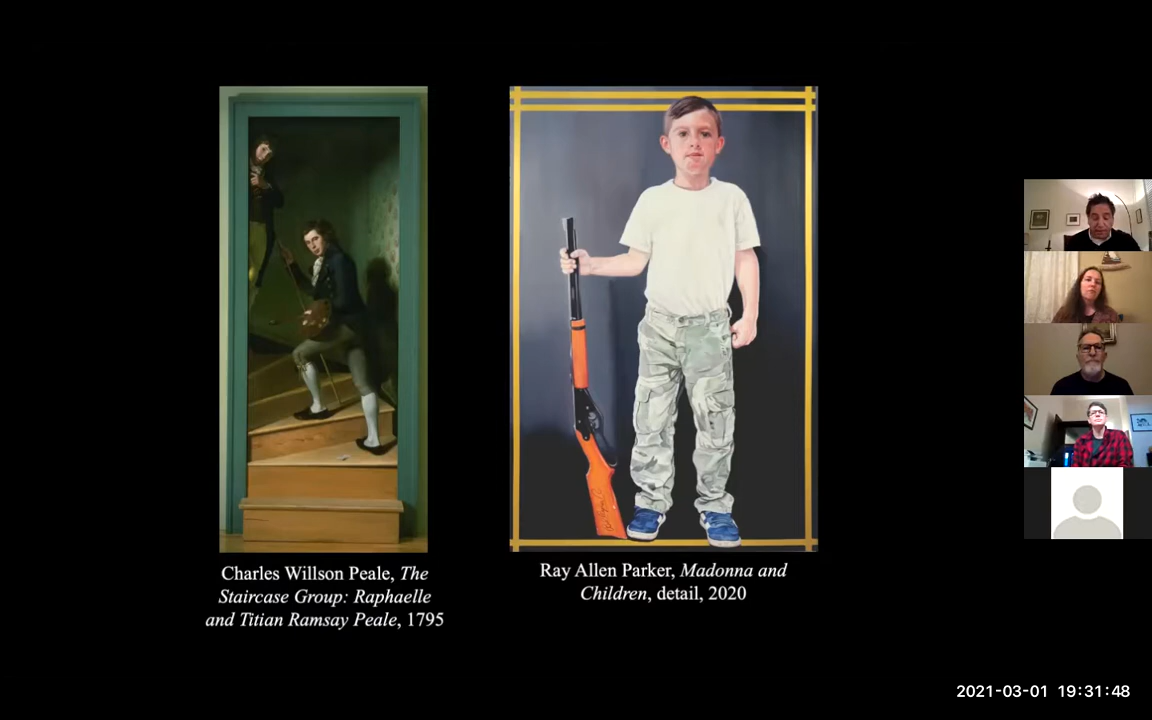 Charles Willson Peale, The
Staircase Group: Raphaelle
and Titian Ramsay Peale, 1795
Ray Allen Parker, Madonna and
Children, detail, 2020
2021-03-01 19:31:48